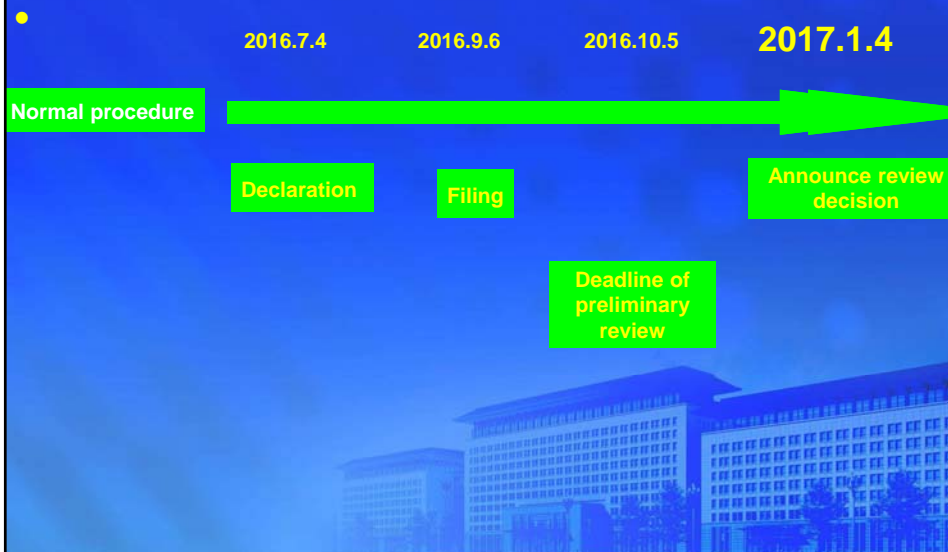 •
2016.7.4
2016.9.6
2016.10.5
2017.1.4
Normal procedure
Declaration
Filing
Announce review
decision
Deadline of
preliminary
review